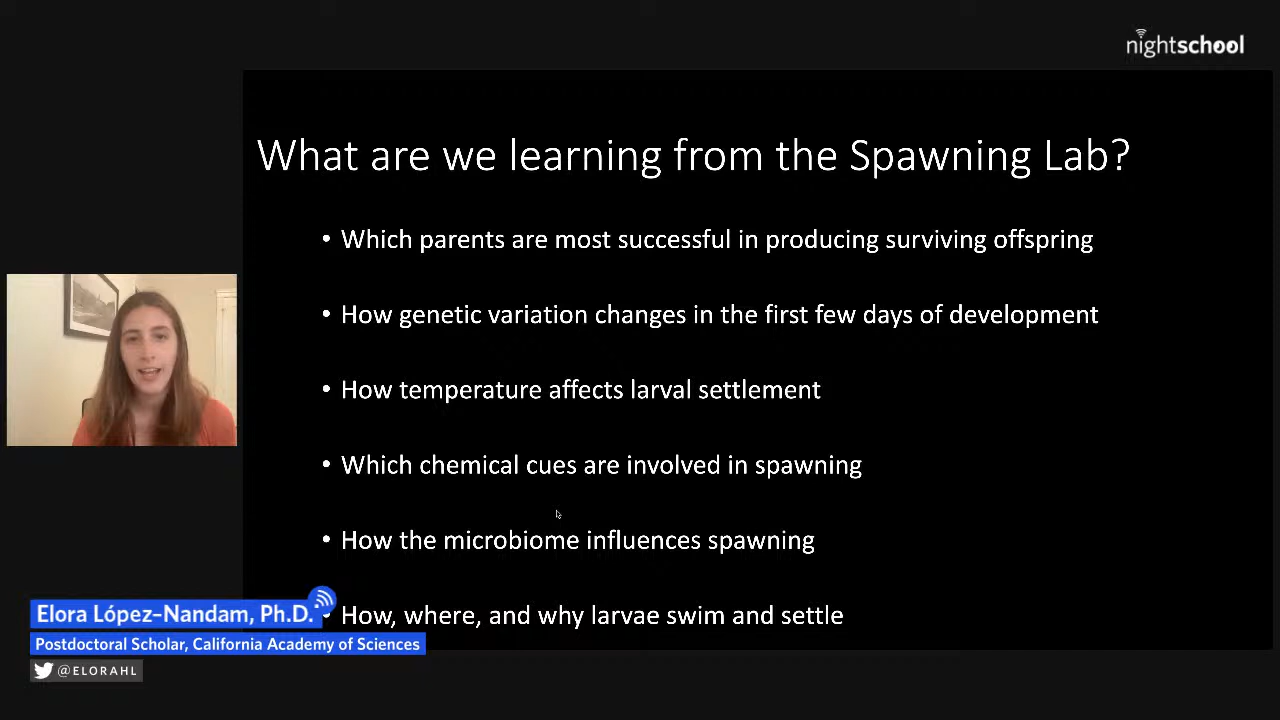 nightschool
What are we learning from the Spawning Lab?
• Which parents are most successful in producing surviving offspring
• How genetic variation changes in the first few days of development
• How temperature affects larval settlement
• Which chemical cues are involved in spawning
• How the microbiome influences spawning
• How, where, and why larvae swim and settle
Elora López-Nandam, Ph.D.
Postdoctoral Scholar, California Academy of Sciences
@ELORAHL